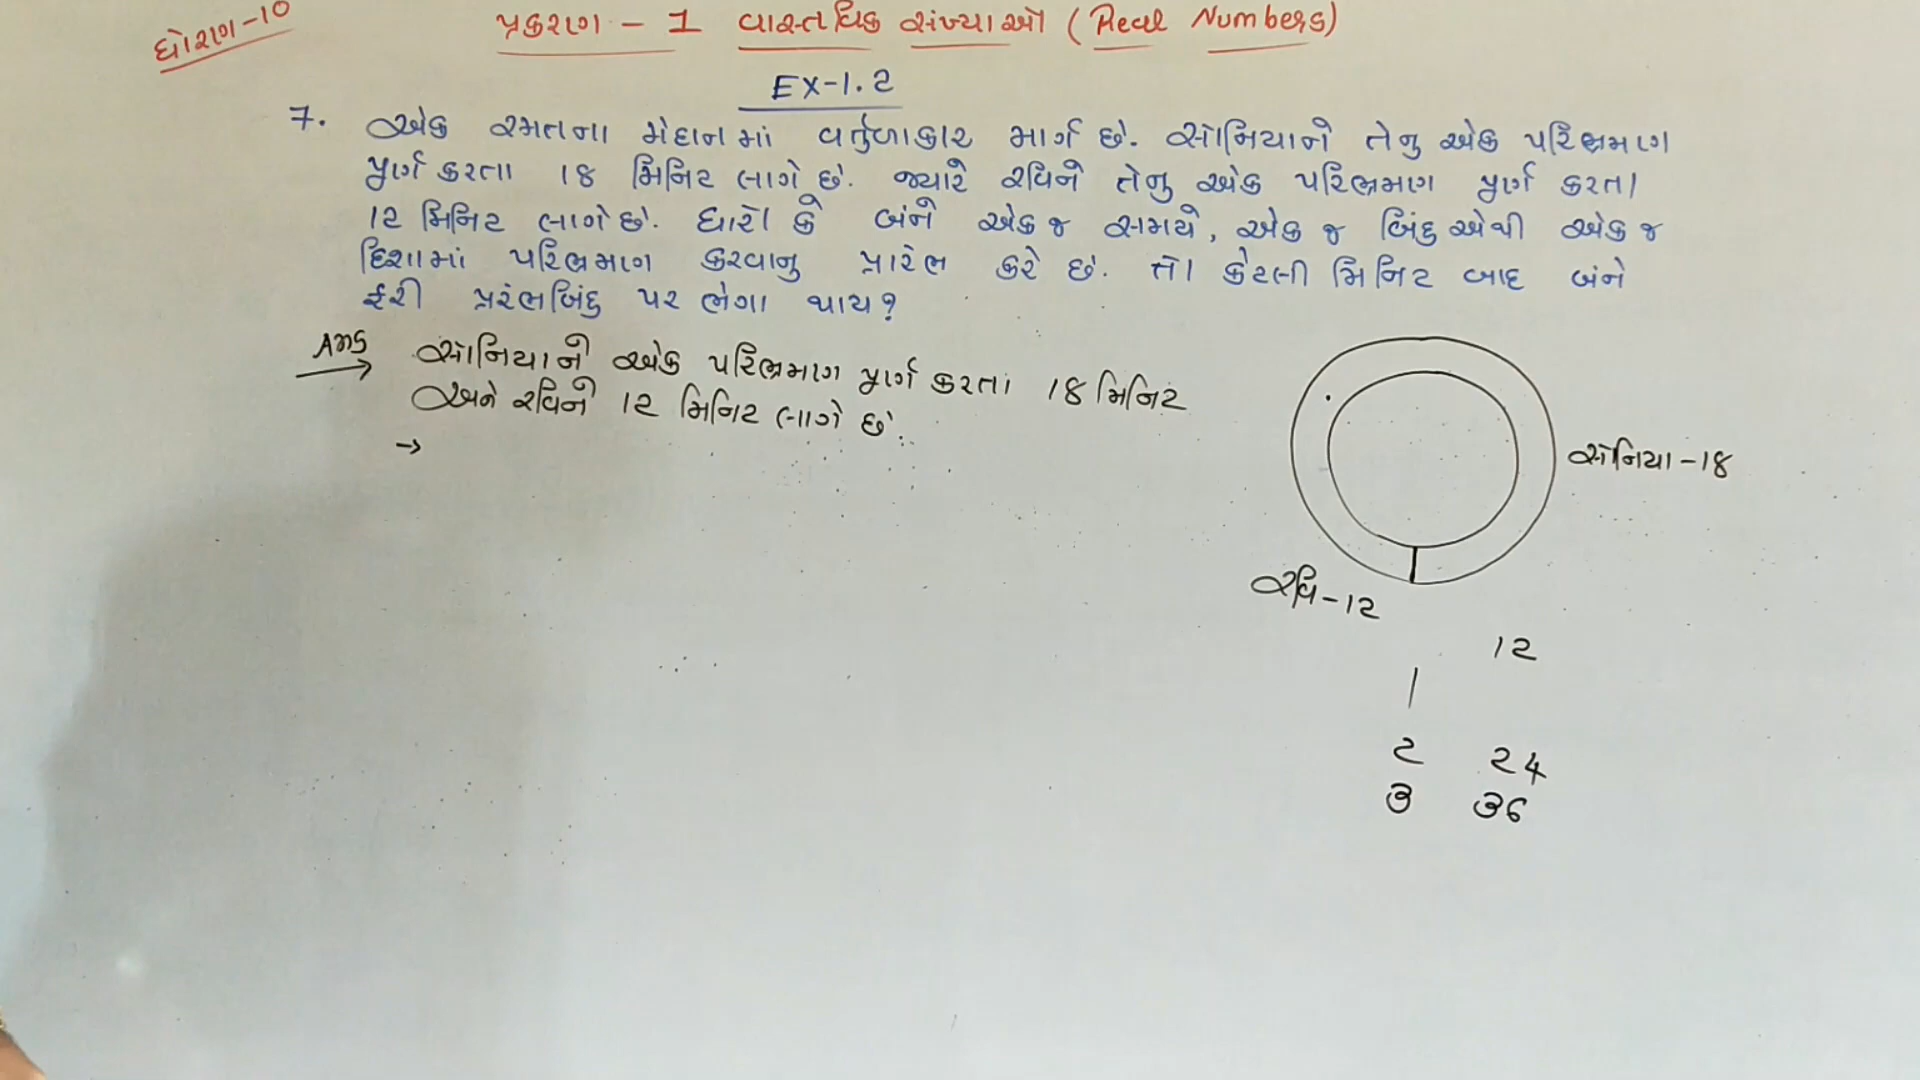 ધોરણ-10
પ્રકરણ - 1 વાસ્તવિક સંખ્યાઓ (Real Numbers)
EX-1.2
7. એક રમતના મેદાનમાં વર્તુળાકાર માર્ગ છે. સોનિયાને તેનુ એક પરિભ્રમણ
પૂર્ણ કરતા 18 મિનિટ લાગે છે. જ્યારે રવિને તેનુ એક પરિભ્રમણ પૂર્ણ કરતા
12 મિનિટ લાગે છે. ધારો કે બંને એક જ સમયે, એક જ બિંદુ એથી એક જ
દિશામાં પરિભ્રમણ કરવાનુ પ્રારંભ કરે છે. તો કેટલી મિનિટ બાદ બંને
ફરી પ્રરંભબિંદુ પર ભેગા થાય?
Ans સોનિયાને એક પરિભ્રમણ પૂર્ણ કરતા 18 મિનિટ
અને રવિને 12 મિનિટ લાગે છે.
→
સોનિયા - 18
રવિ - 12
12
1
2 24
3 36